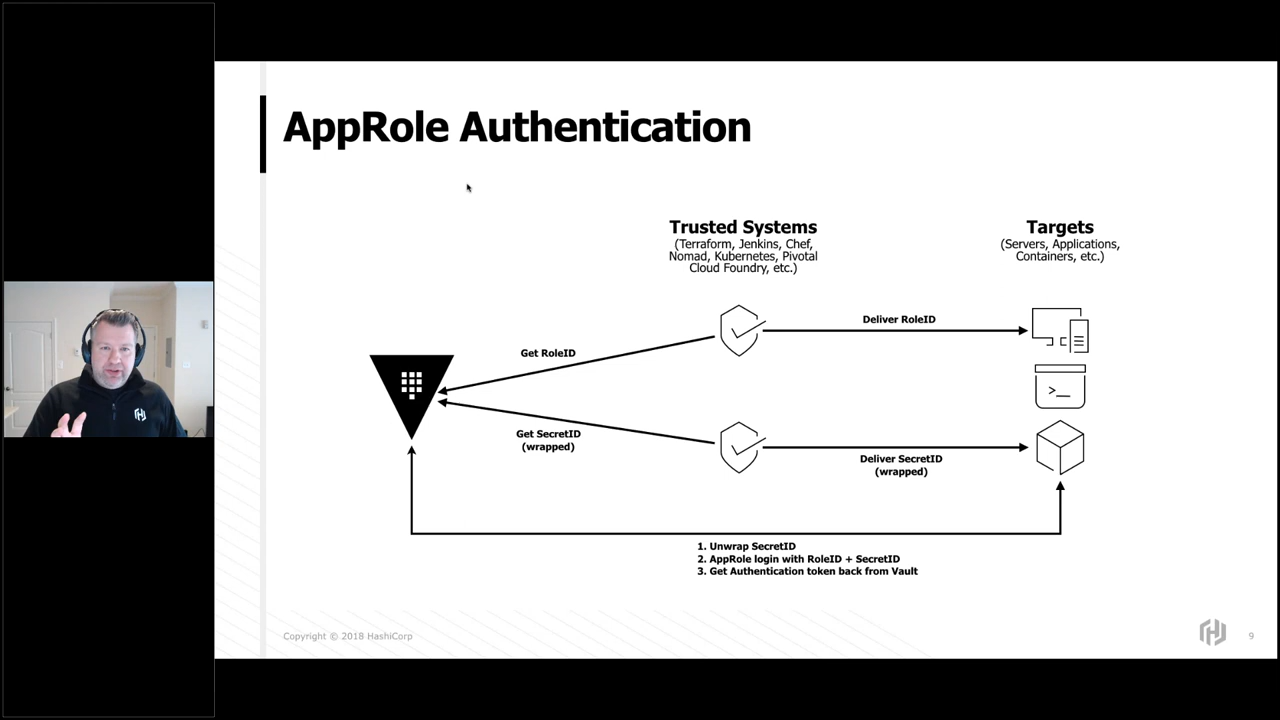 AppRole Authentication
Trusted Systems
(Terraform, Jenkins, Chef,
Nomad, Kubernetes, Pivotal
Cloud Foundry, etc.)
Targets
(Servers, Applications,
Containers, etc.)
Deliver RoleID
Get RoleID
>_
Get SecretID
(wrapped)
Deliver SecretID
(wrapped)
1. Unwrap SecretID
2. AppRole login with RoleID + SecretID
3. Get Authentication token back from Vault
Copyright © 2018 HashiCorp
9